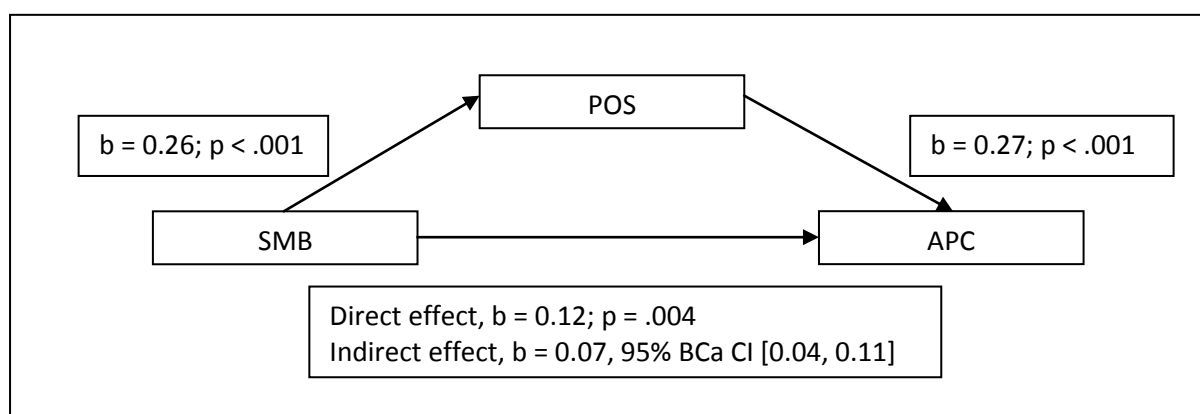 POS
b = 0.26; p < .001
b = 0.27; p < .001
SMB
APC
Direct effect, b = 0.12; p = .004
Indirect effect, b = 0.07, 95% BCa CI [0.04, 0.11]